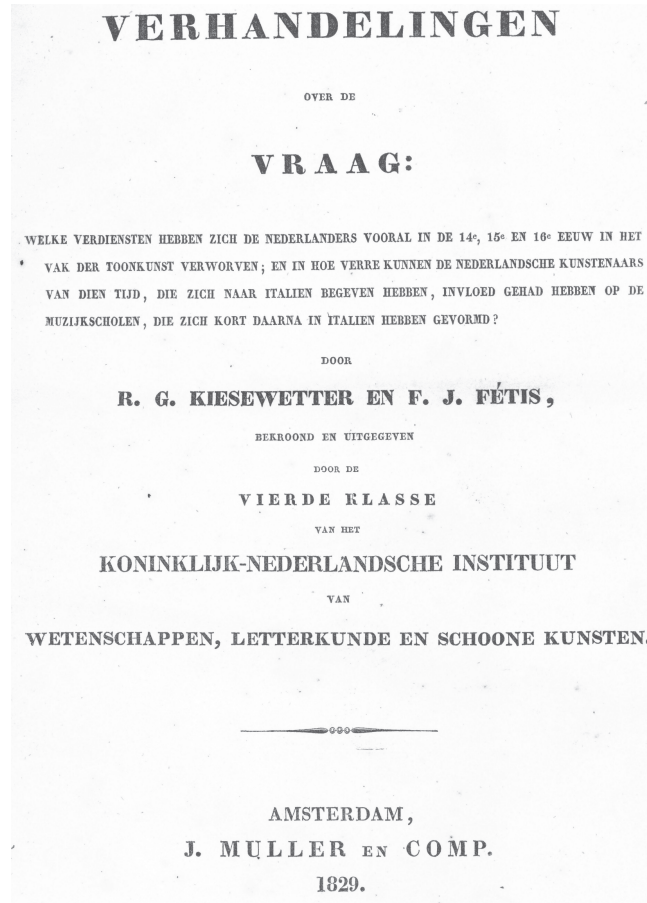 VERHANDELINGEN
OVER DE
VRAAG:
WELKE VERDIENSTEN HEBBEN ZICH DE NEDERLANDERS VOORAL IN DE 14e, 15e EN 16e EEUW IN HET
VAK DER TOONKUNST VERWORVEN; EN IN HOE VERRE KUNNEN DE NEDERLANDSCHE KUNSTENAARS
VAN DIEN TIJD, DIE ZICH NAAR ITALIEN BEGEVEN HEBBEN, INVLOED GEHAD HEBBEN OP DE
MUZIJKSCHOLEN, DIE ZICH KORT DAARNA IN ITALIEN HEBBEN GEVORMD?
DOOR
R. G. KIESEWETTER EN F. J. FÉTIS,
BEKROOND EN UITGEGEVEN
DOOR DE
VIERDE KLASSE
VAN HET
KONINKLIJK-NEDERLANDSCHE INSTITUUT
VAN
WETENSCHAPPEN, LETTERKUNDE EN SCHOONE KUNSTEN.
AMSTERDAM,
J. MULLER EN COMP.
1829.